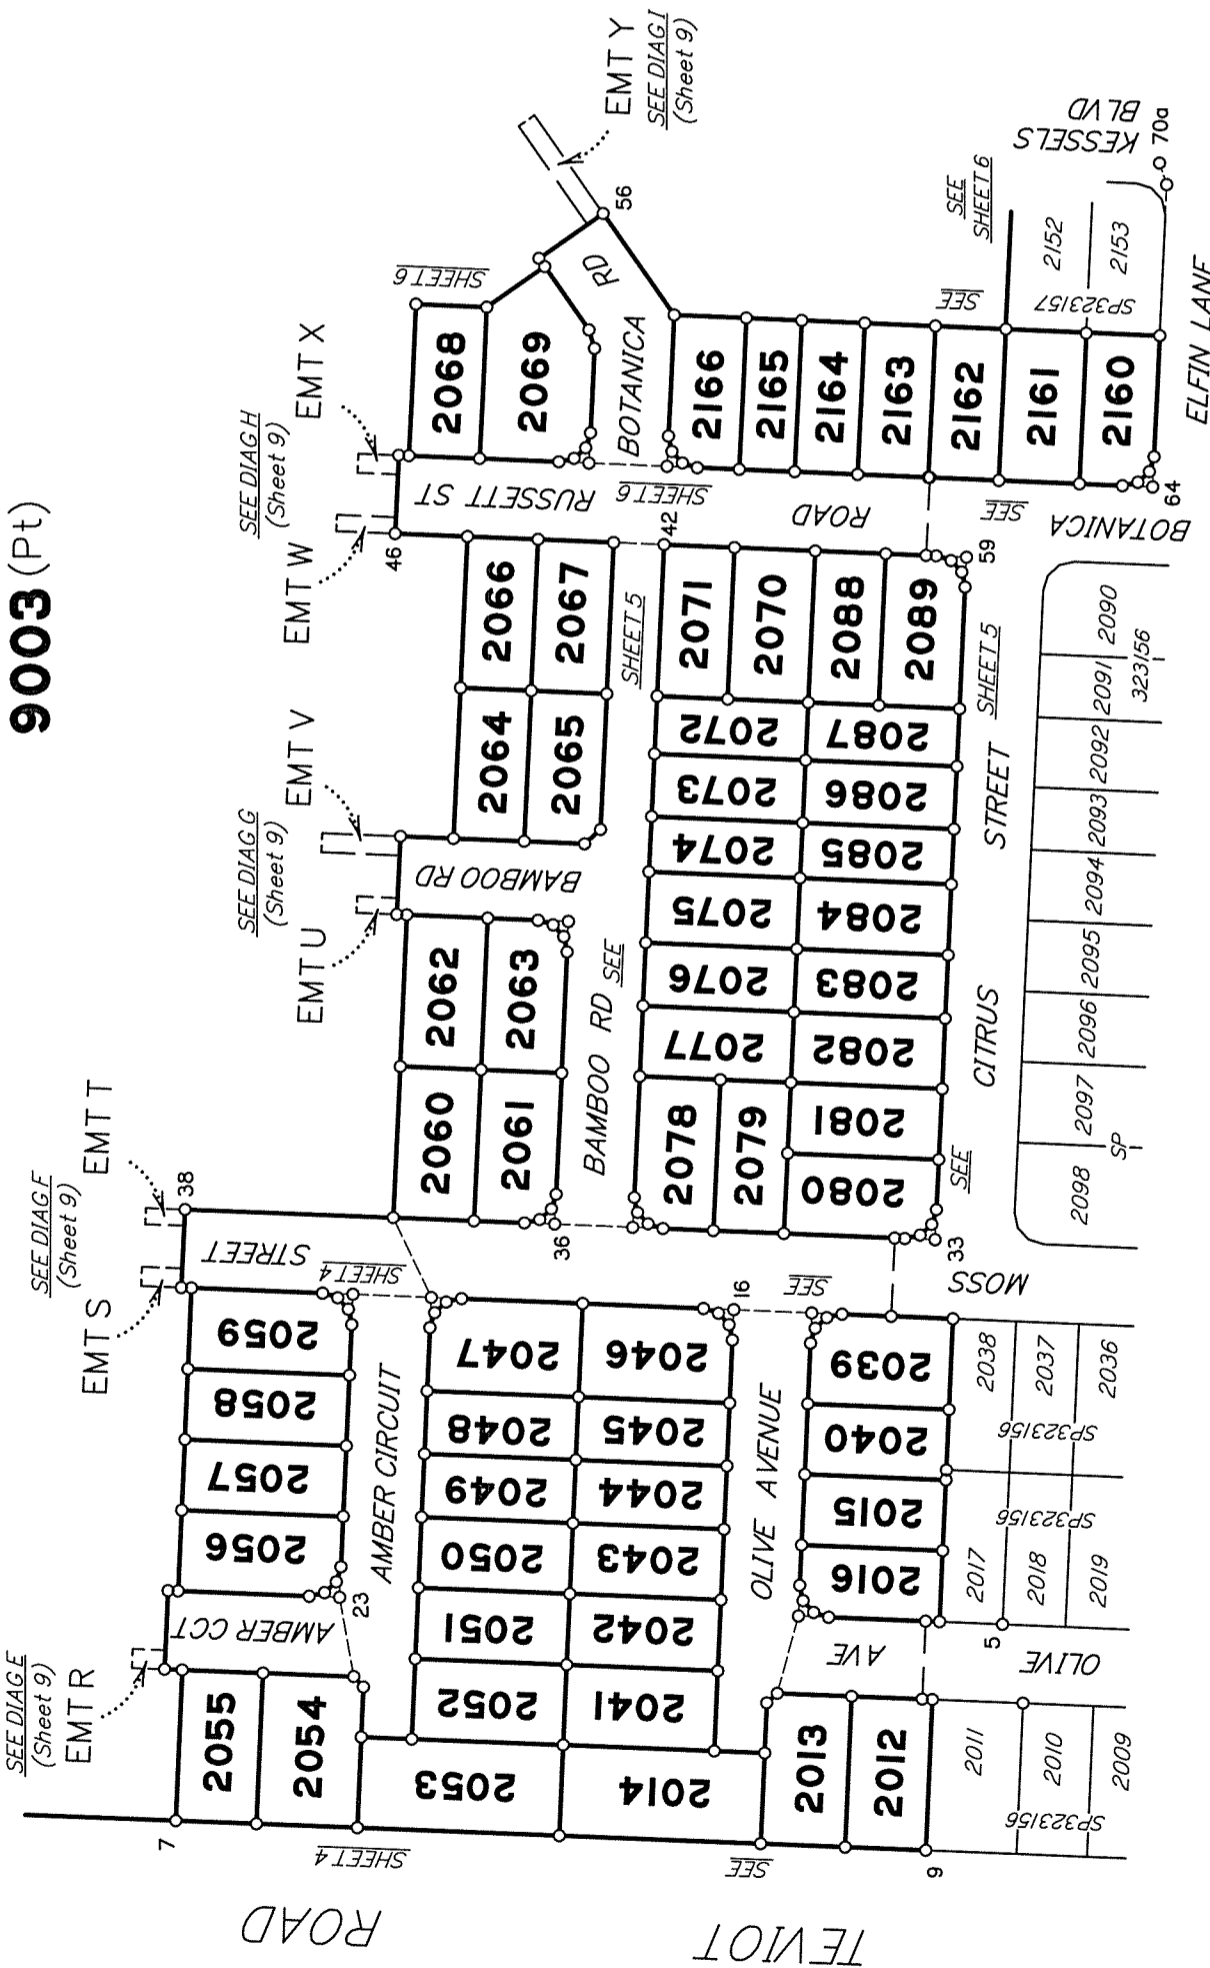 9003 (Pt)
SEE DIAG E
(Sheet 9)
EMT R
EMT S
SEE DIAG F
(Sheet 9)
EMT T
EMT U
SEE DIAG G
(Sheet 9)
EMT V
EMT W
SEE DIAG H
(Sheet 9)
EMT X
EMT Y
SEE DIAG I
(Sheet 9)
7
38
46
56
2055
2054
AMBER CCT
23
2056
2057
2058
2059
STREET
SHEET 4
AMBER CIRCUIT
2053
2052
2051
2050
2049
2048
2047
2014
2041
2042
2043
2044
2045
2046
16
SHEET 4
SEE
ROAD
TEVIOT
2013
2012
9
AVE
OLIVE AVENUE
2016
2015
2040
2039
SEE
2011
2010
2009
SP323156
OLIVE
5
2017
2018
2019
SP323156
2038
2037
2036
SP323156
MOSS
33
36
2060
2061
2062
2063
BAMBOO RD
2064
2065
2066
2067
BAMBOO RD
SEE
SHEET 5
42
2078
2079
2077
2076
2075
2074
2073
2072
2071
2070
2080
2081
2082
2083
2084
2085
2086
2087
2088
2089
59
SEE
CITRUS
STREET
SHEET 5
2098
2097
2096
2095
2094
2093
2092
2091
2090
SP
323156
RUSSETT ST
SHEET 6
2068
2069
SHEET 6
BOTANICA
RD
ROAD
SEE
BOTANICA
64
2166
2165
2164
2163
2162
2161
2160
SEE
SEE
SHEET 6
2152
2153
SP323157
KESSELS
BLVD
70a
ELFIN LANE